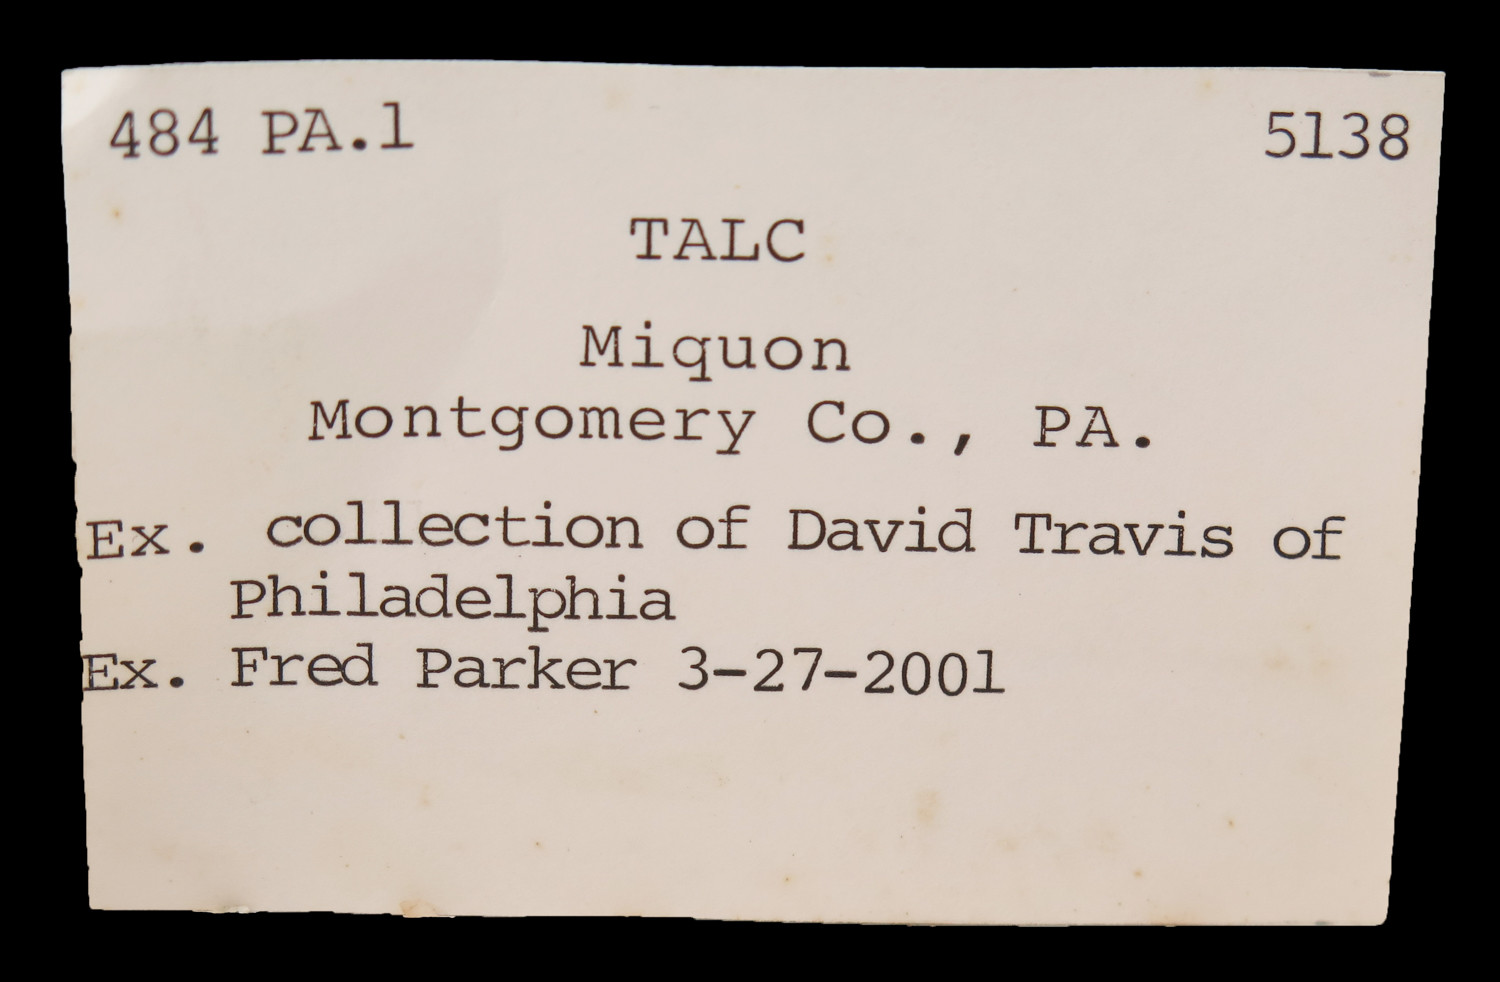 484 PA.1 5138
TALC
Miquon
Montgomery Co., PA.
Ex. collection of David Travis of
Philadelphia
Ex. Fred Parker 3-27-2001